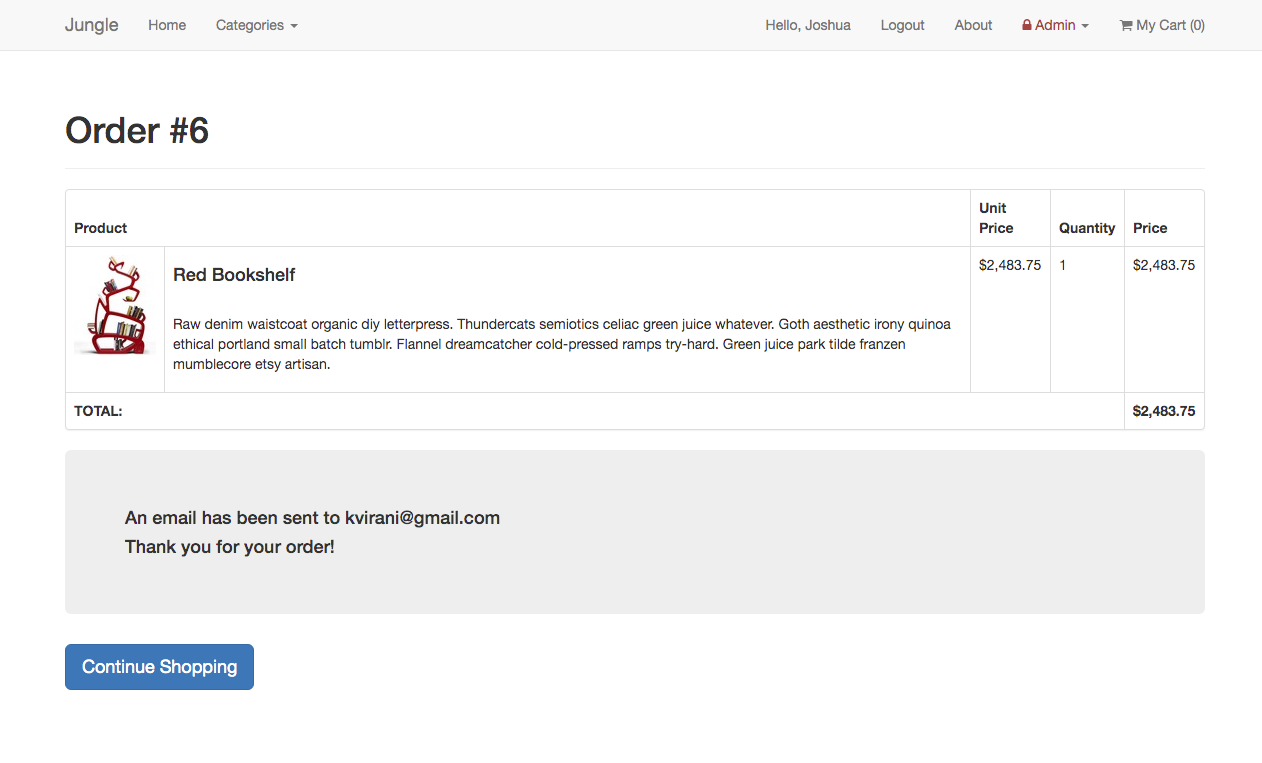 Jungle Home Categories Hello, Joshua Logout About Admin My Cart (0)
Order #6
Product Unit Price Quantity Price
Red Bookshelf $2,483.75 1 $2,483.75
Raw denim waistcoat organic diy letterpress. Thundercats semiotics celiac green juice whatever. Goth aesthetic irony quinoa
ethical portland small batch tumblr. Flannel dreamcatcher cold-pressed ramps try-hard. Green juice park tilde franzen
mumblecore etsy artisan.
TOTAL: $2,483.75
An email has been sent to kvirani@gmail.com
Thank you for your order!
Continue Shopping